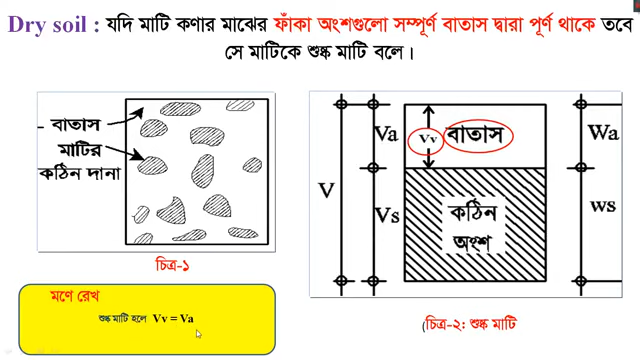 Dry soil : যদি মাটি কণার মাঝের ফাঁকা অংশগুলো সম্পূর্ণ বাতাস দ্বারা পূর্ণ থাকে তবে
সে মাটিকে শুষ্ক মাটি বলে।
বাতাস
মাটির
কঠিন দানা
চিত্র-১
V
Va
Vv
বাতাস
Wa
Vs
কঠিন
অংশ
ws
চিত্র-২: শুষ্ক মাটি
মণে রেখ
শুষ্ক মাটি হলে Vv = Va